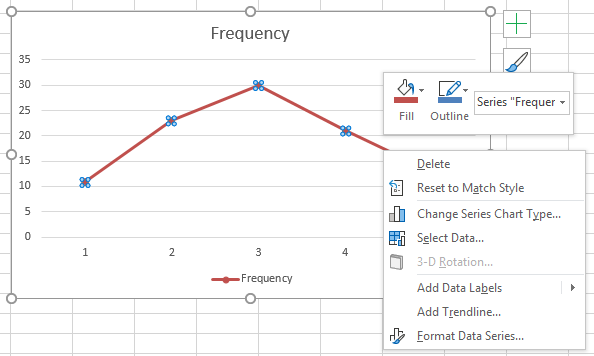 Frequency
35
30
25
20
15
10
5
0
1 2 3 4
Frequency
Fill Outline Series "Frequer
Delete
Reset to Match Style
Change Series Chart Type...
Select Data...
3-D Rotation...
Add Data Labels
Add Trendline...
Format Data Series...